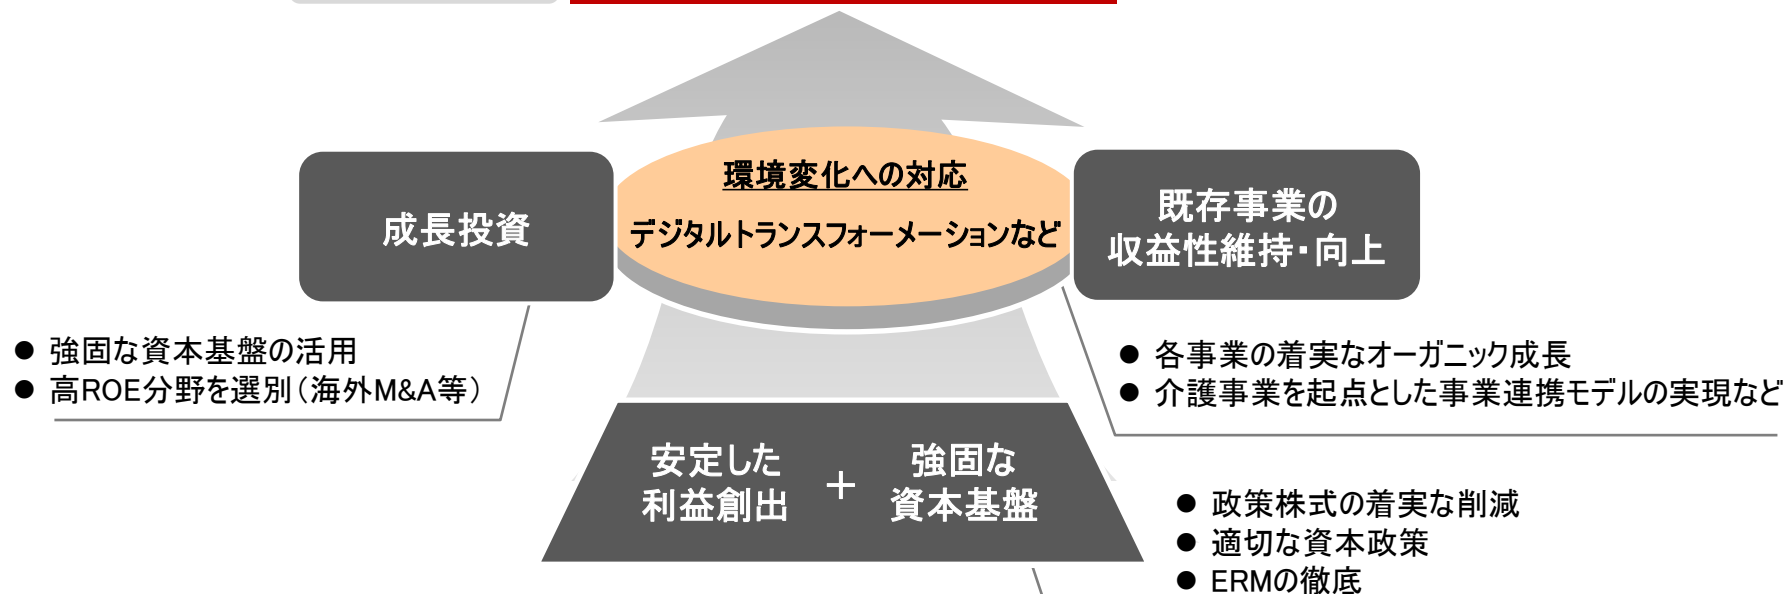 環境変化への対応
デジタルトランスフォーメーションなど
成長投資
既存事業の
収益性維持・向上
● 強固な資本基盤の活用
● 高ROE分野を選別（海外M&A等）
● 各事業の着実なオーガニック成長
● 介護事業を起点とした事業連携モデルの実現など
安定した
利益創出
＋
強固な
資本基盤
● 政策株式の着実な削減
● 適切な資本政策
● ERMの徹底